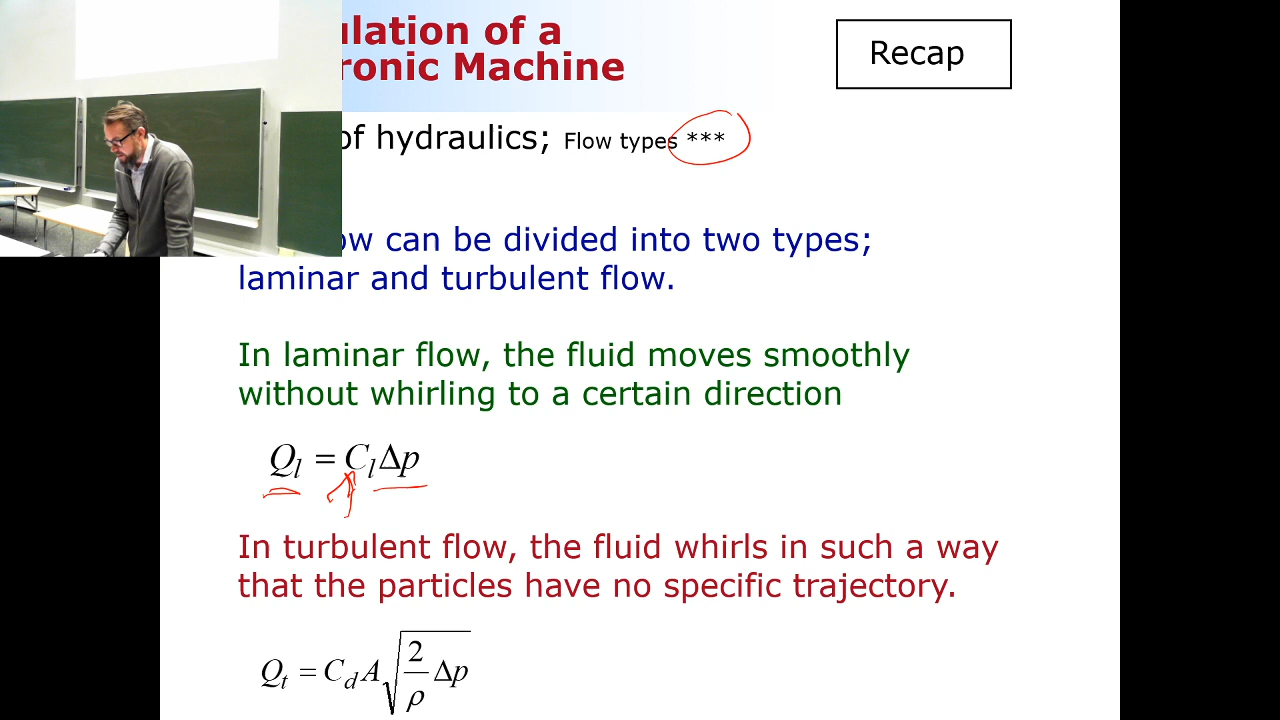 ulation of a
ronic Machine
Recap
of hydraulics; Flow types ***
ow can be divided into two types;
laminar and turbulent flow.
In laminar flow, the fluid moves smoothly
without whirling to a certain direction
Q_l = C_l Δp
In turbulent flow, the fluid whirls in such a way
that the particles have no specific trajectory.
Q_t = C_d A √(2/ρ Δp)